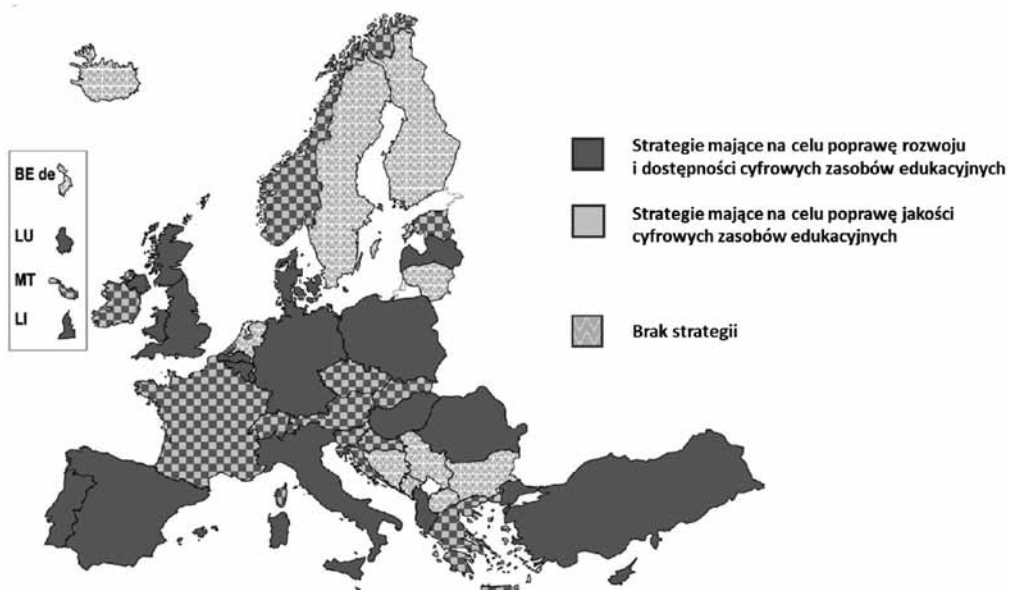 BE de
LU
MT
LI
Strategie mające na celu poprawę rozwoju
i dostępności cyfrowych zasobów edukacyjnych
Strategie mające na celu poprawę jakości
cyfrowych zasobów edukacyjnych
Brak strategii